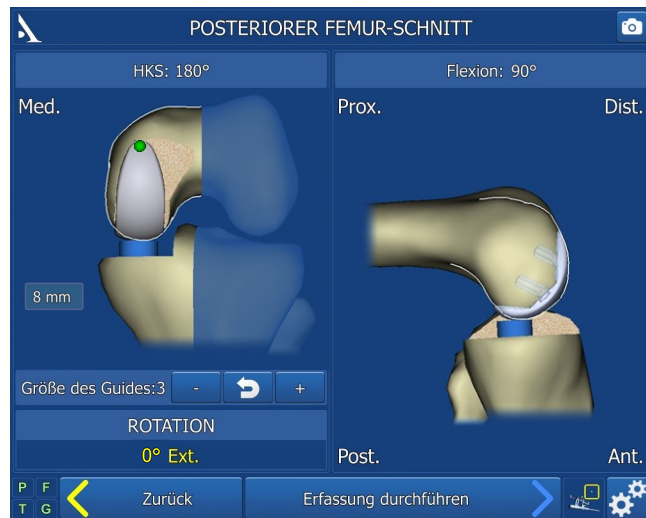 POSTERIORER FEMUR-SCHNITT
HKS: 180°
Flexion: 90°
Med.
Prox.
Dist.
8 mm
Größe des Guides:3 - +
ROTATION
0° Ext.
Post.
Ant.
P F
T G
Zurück
Erfassung durchführen